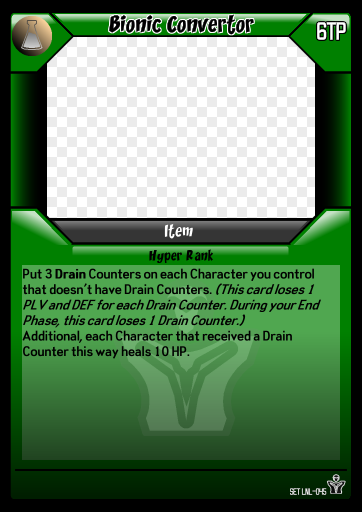 Bionic Convertor
6TP
Item
Hyper Rank
Put 3 Drain Counters on each Character you control
that doesn't have Drain Counters. (This card loses 1
PLV and DEF for each Drain Counter. During your End
Phase, this card loses 1 Drain Counter.)
Additional, each Character that received a Drain
Counter this way heals 10 HP.
SET LNL-045